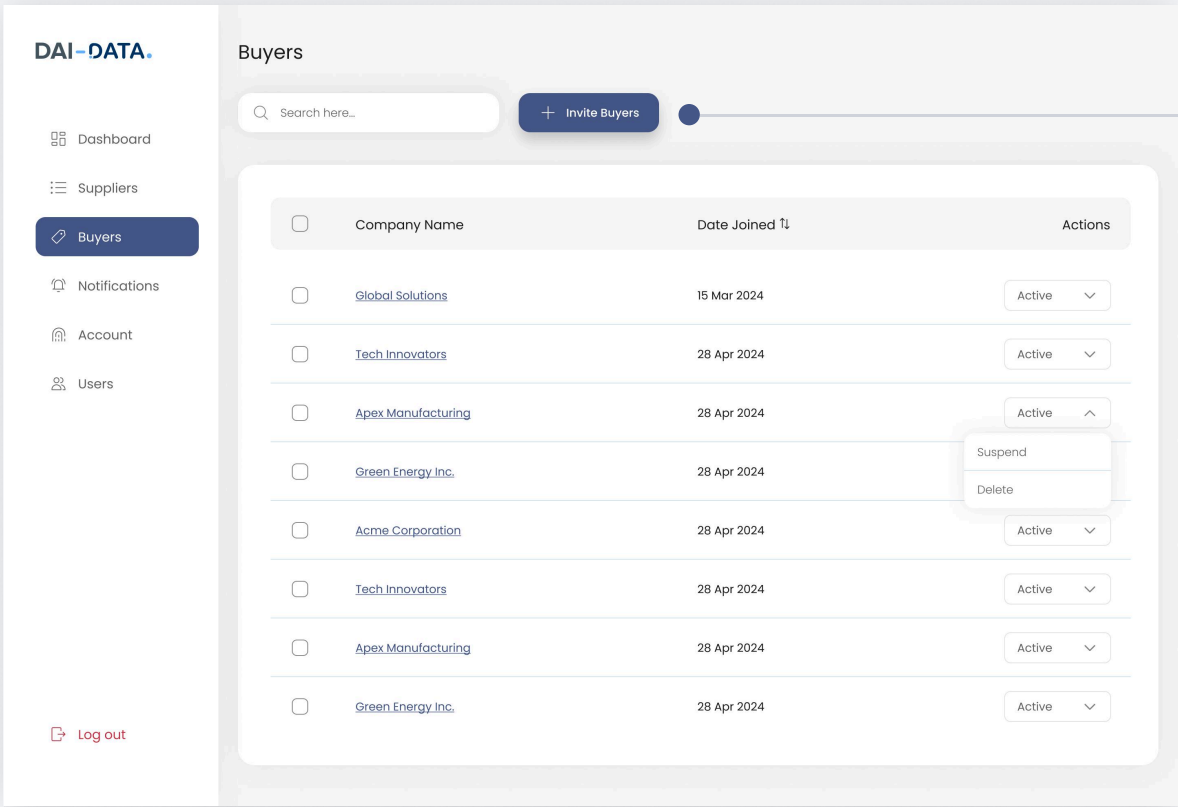 DAI-DATA.
Buyers
Search here...
Invite Buyers
Dashboard
Suppliers
Buyers
Notifications
Account
Users
Log out
Company Name Date Joined Actions
Global Solutions 15 Mar 2024 Active
Tech Innovators 28 Apr 2024 Active
Apex Manufacturing 28 Apr 2024 Active
Suspend
Green Energy Inc. 28 Apr 2024
Delete
Acme Corporation 28 Apr 2024 Active
Tech Innovators 28 Apr 2024 Active
Apex Manufacturing 28 Apr 2024 Active
Green Energy Inc. 28 Apr 2024 Active